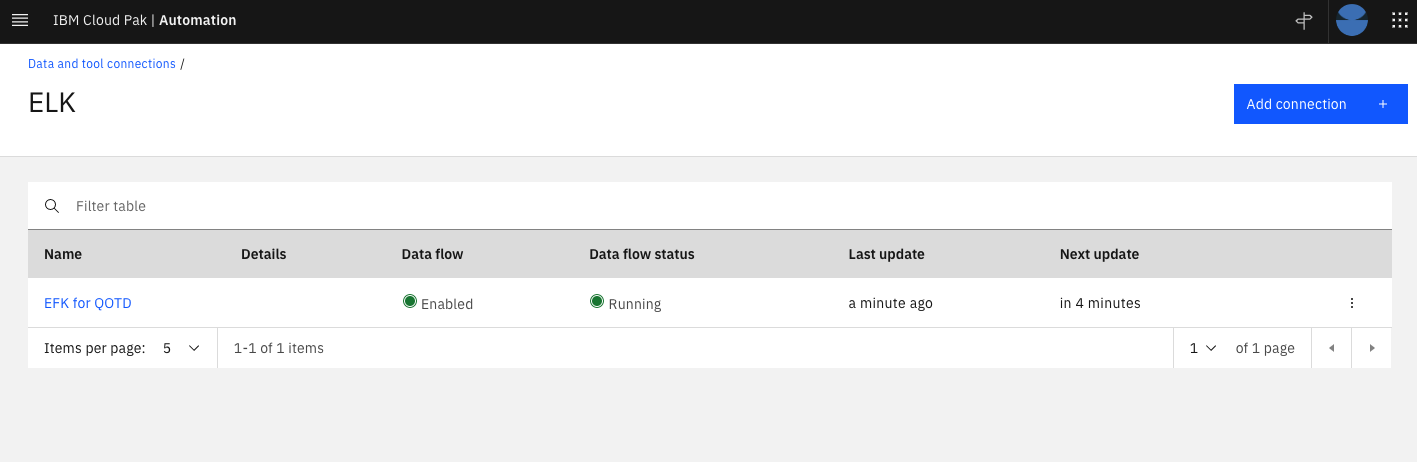 IBM Cloud Pak | Automation
Data and tool connections /
ELK
Add connection +
Filter table
Name Details Data flow Data flow status Last update Next update
EFK for QOTD Enabled Running a minute ago in 4 minutes
Items per page: 5 1-1 of 1 items 1 of 1 page